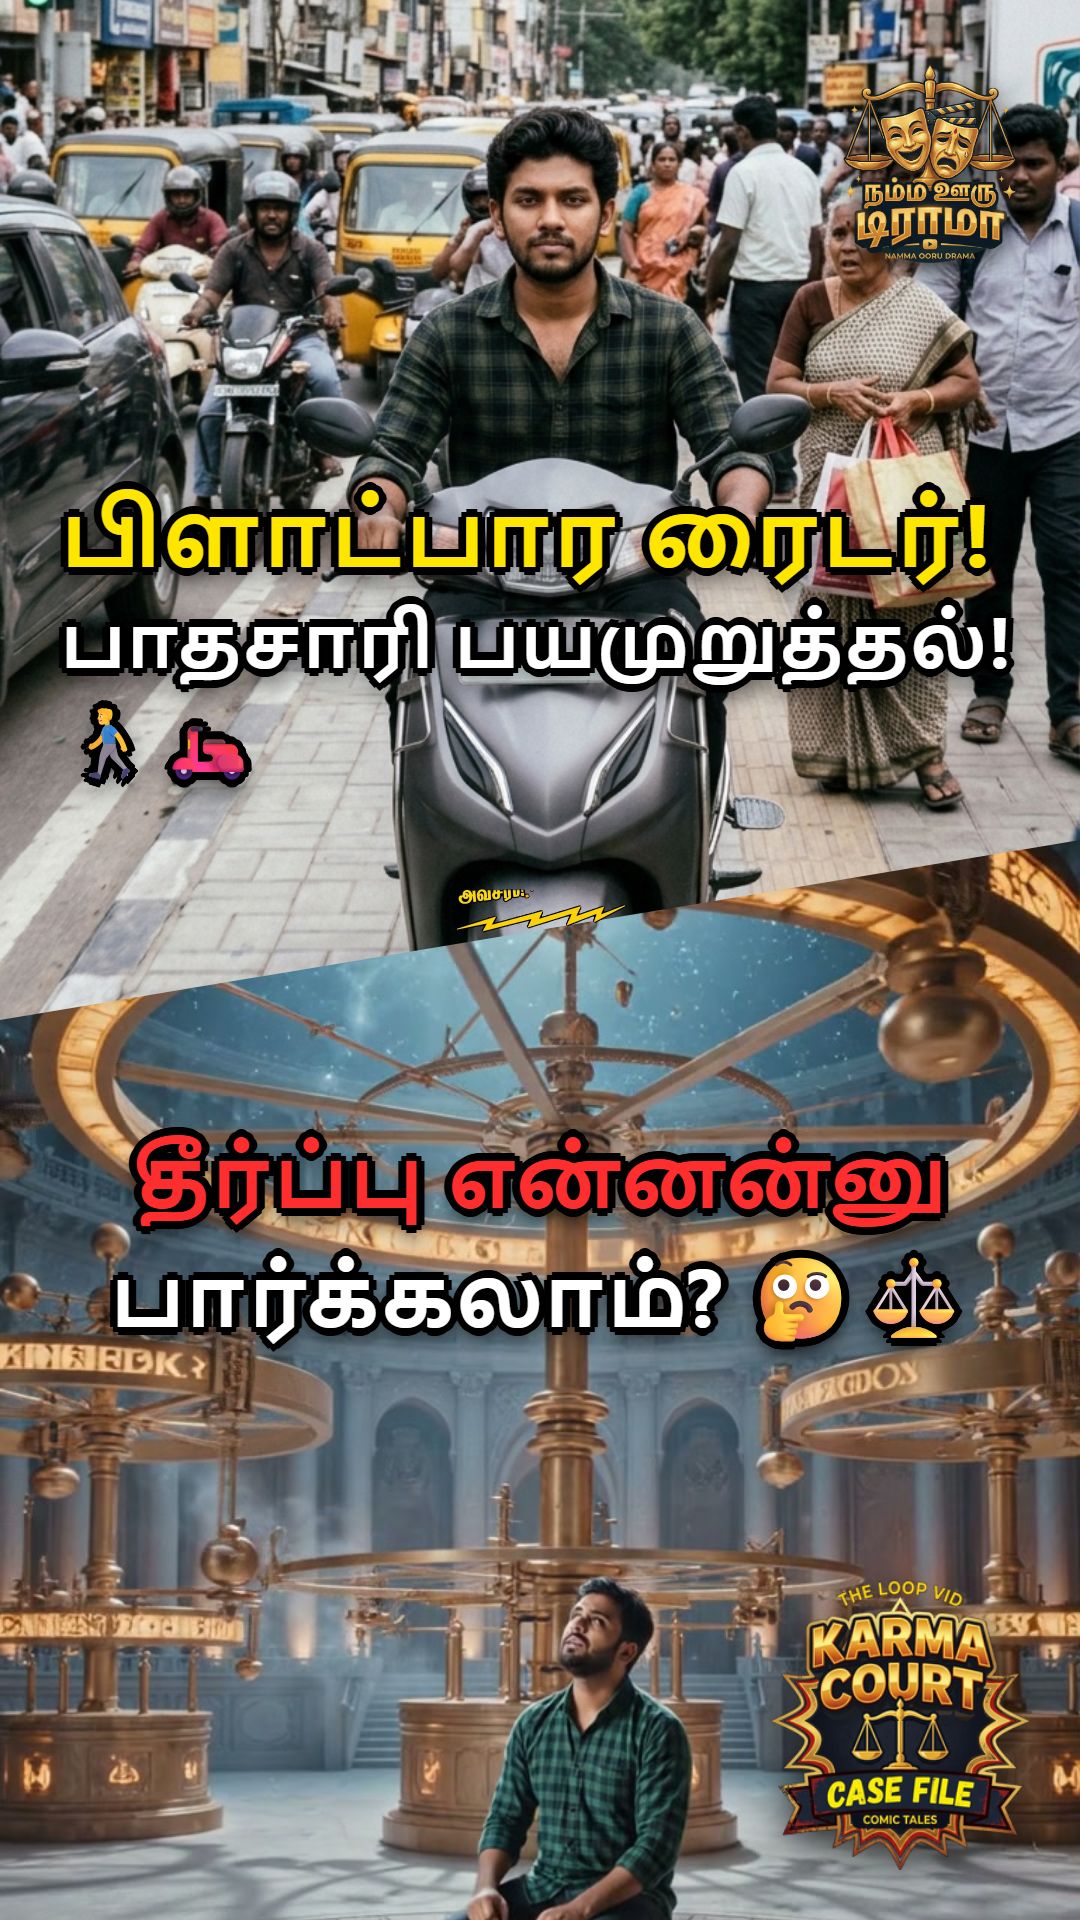 நம்ம ஊரு
டிராமா
NAMMA OORU DRAMA
பிளாட்பார ரைடர்!
பாதசாரி பயமுறுத்தல்!
🚶 🛵
அவசரம்!
தீர்ப்பு என்னன்னு
பார்க்கலாம்? 🤔 ⚖️
THE LOOP VID
KARMA
COURT
CASE FILE
COMIC TALES